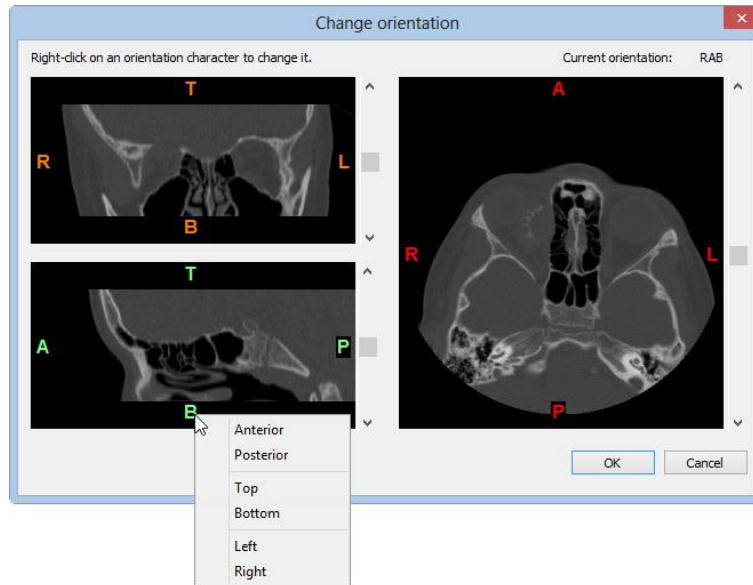 Change orientation
x
Right-click on an orientation character to change it.
Current orientation: RAB
T
R L
B
T
A P
B
A
R L
P
Anterior
Posterior
Top
Bottom
Left
Right
OK Cancel